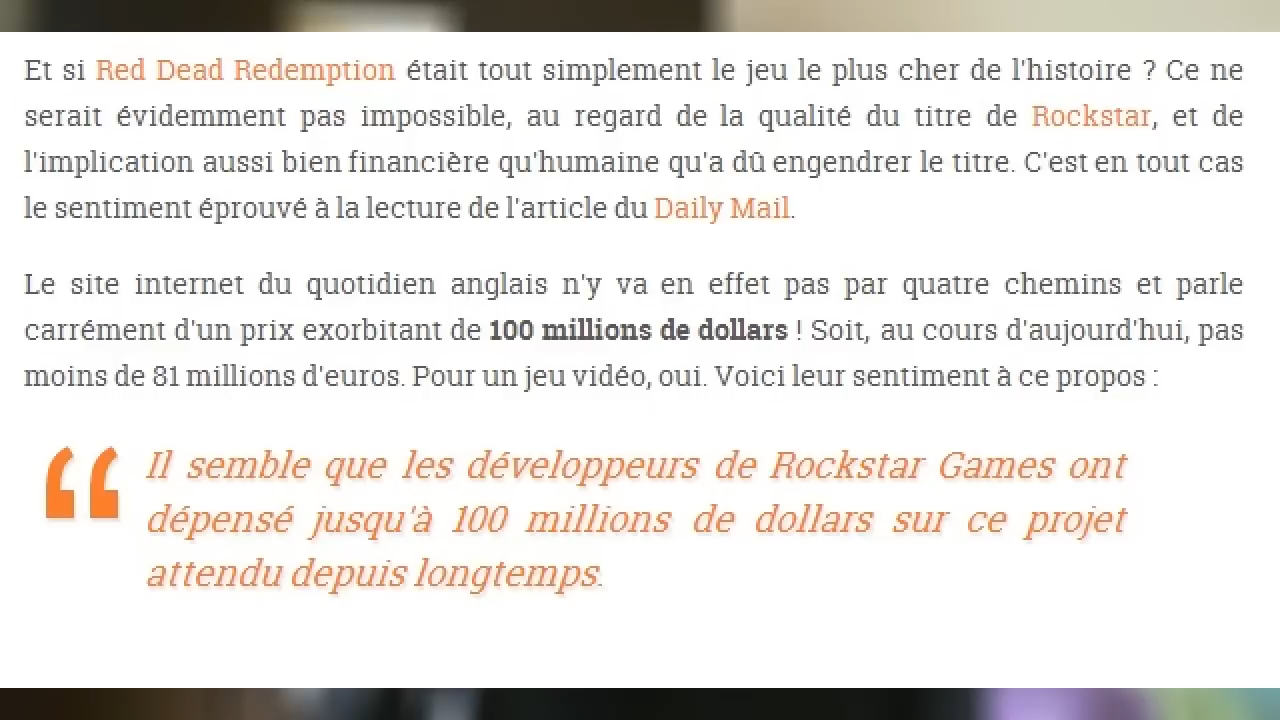 Et si Red Dead Redemption était tout simplement le jeu le plus cher de l'histoire ? Ce ne
serait évidemment pas impossible, au regard de la qualité du titre de Rockstar, et de
l'implication aussi bien financière qu'humaine qu'a dû engendrer le titre. C'est en tout cas
le sentiment éprouvé à la lecture de l'article du Daily Mail.
Le site internet du quotidien anglais n'y va en effet pas par quatre chemins et parle
carrément d'un prix exorbitant de 100 millions de dollars ! Soit, au cours d'aujourd'hui, pas
moins de 81 millions d'euros. Pour un jeu vidéo, oui. Voici leur sentiment à ce propos :
“ Il semble que les développeurs de Rockstar Games ont
dépensé jusqu'à 100 millions de dollars sur ce projet
attendu depuis longtemps.